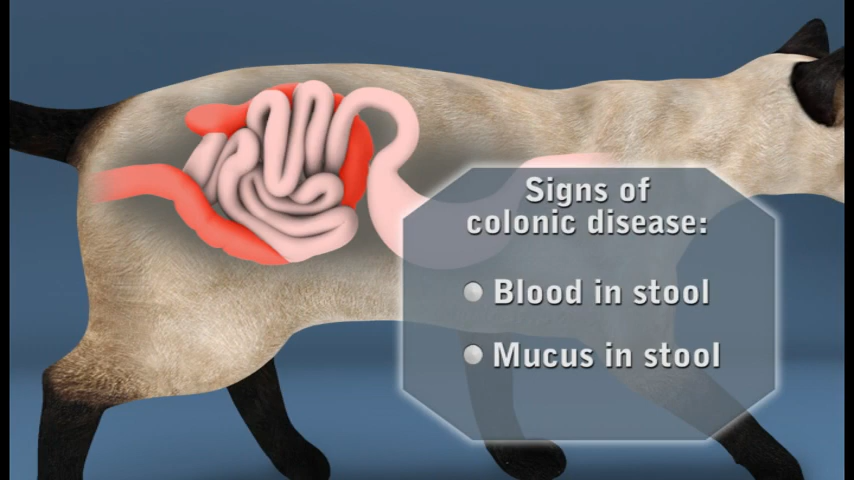 Signs of
colonic disease:
Blood in stool
Mucus in stool